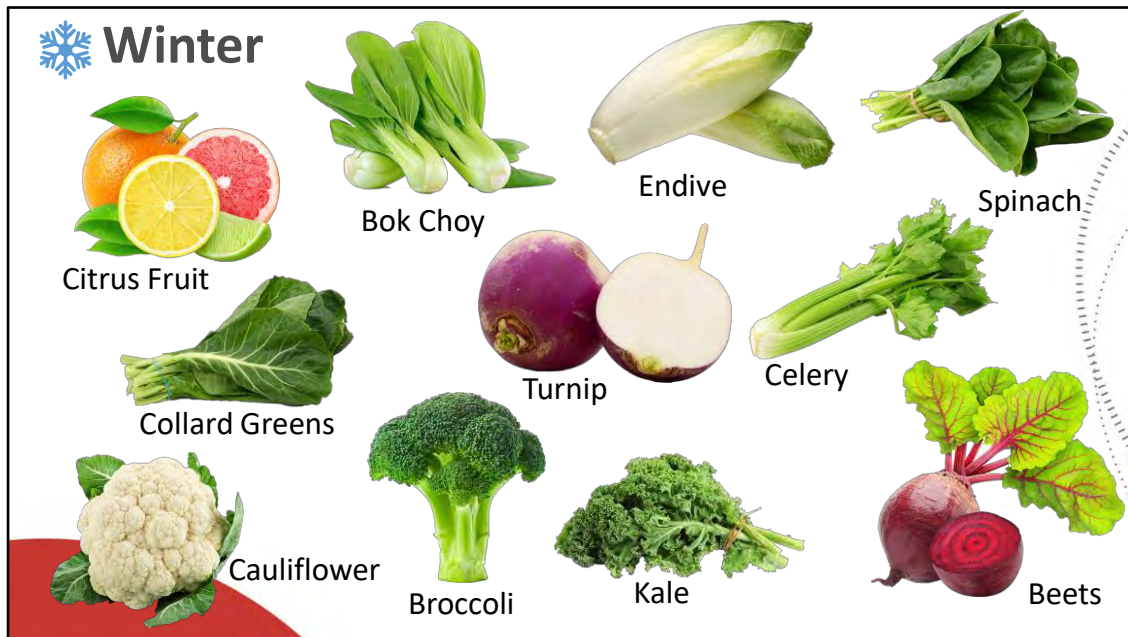 Winter
Citrus Fruit
Bok Choy
Endive
Spinach
Collard Greens
Turnip
Celery
Cauliflower
Broccoli
Kale
Beets